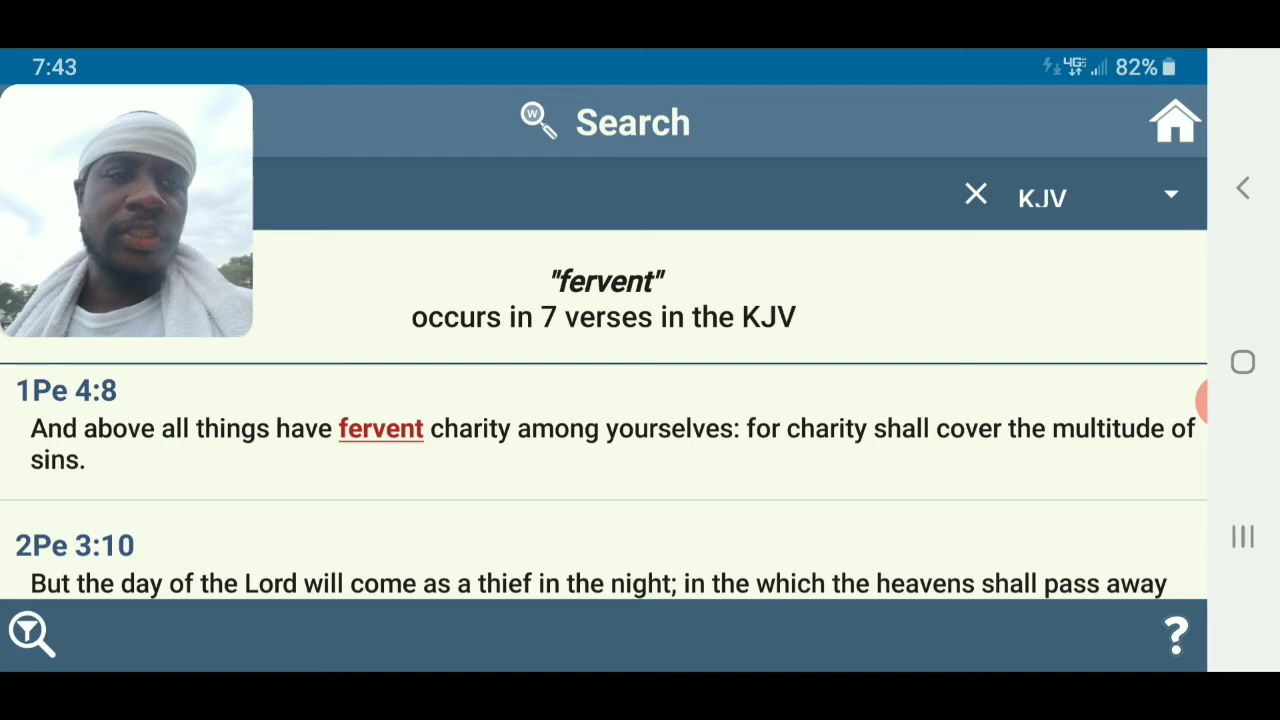 7:43
4G
82%
W
Search
KJV
"fervent"
occurs in 7 verses in the KJV
1Pe 4:8
And above all things have fervent charity among yourselves: for charity shall cover the multitude of
sins.
2Pe 3:10
But the day of the Lord will come as a thief in the night; in the which the heavens shall pass away
?